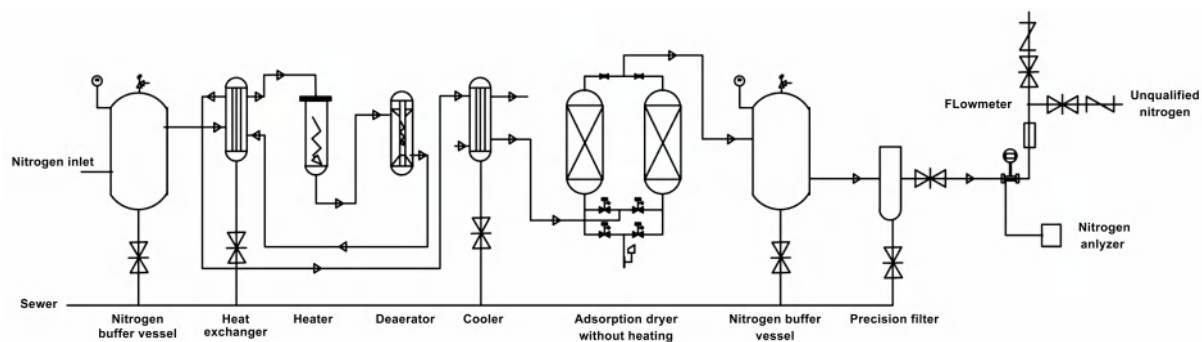 FLowmeter
Unqualified
nitrogen
Nitrogen inlet
Nitrogen
anlyzer
Sewer
Nitrogen
buffer vessel
Heat
exchanger
Heater
Deaerator
Cooler
Adsorption dryer
without heating
Nitrogen buffer
vessel
Precision filter